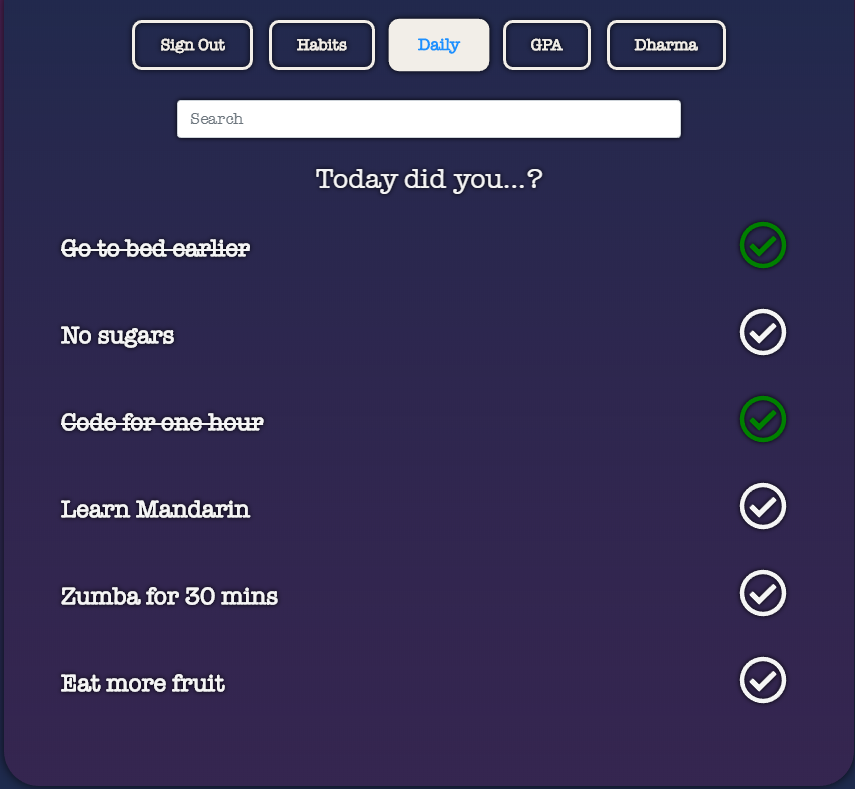 Sign Out Habits Daily GPA Dharma
Search
Today did you...?
Go to bed earlier
No sugars
Code for one hour
Learn Mandarin
Zumba for 30 mins
Eat more fruit